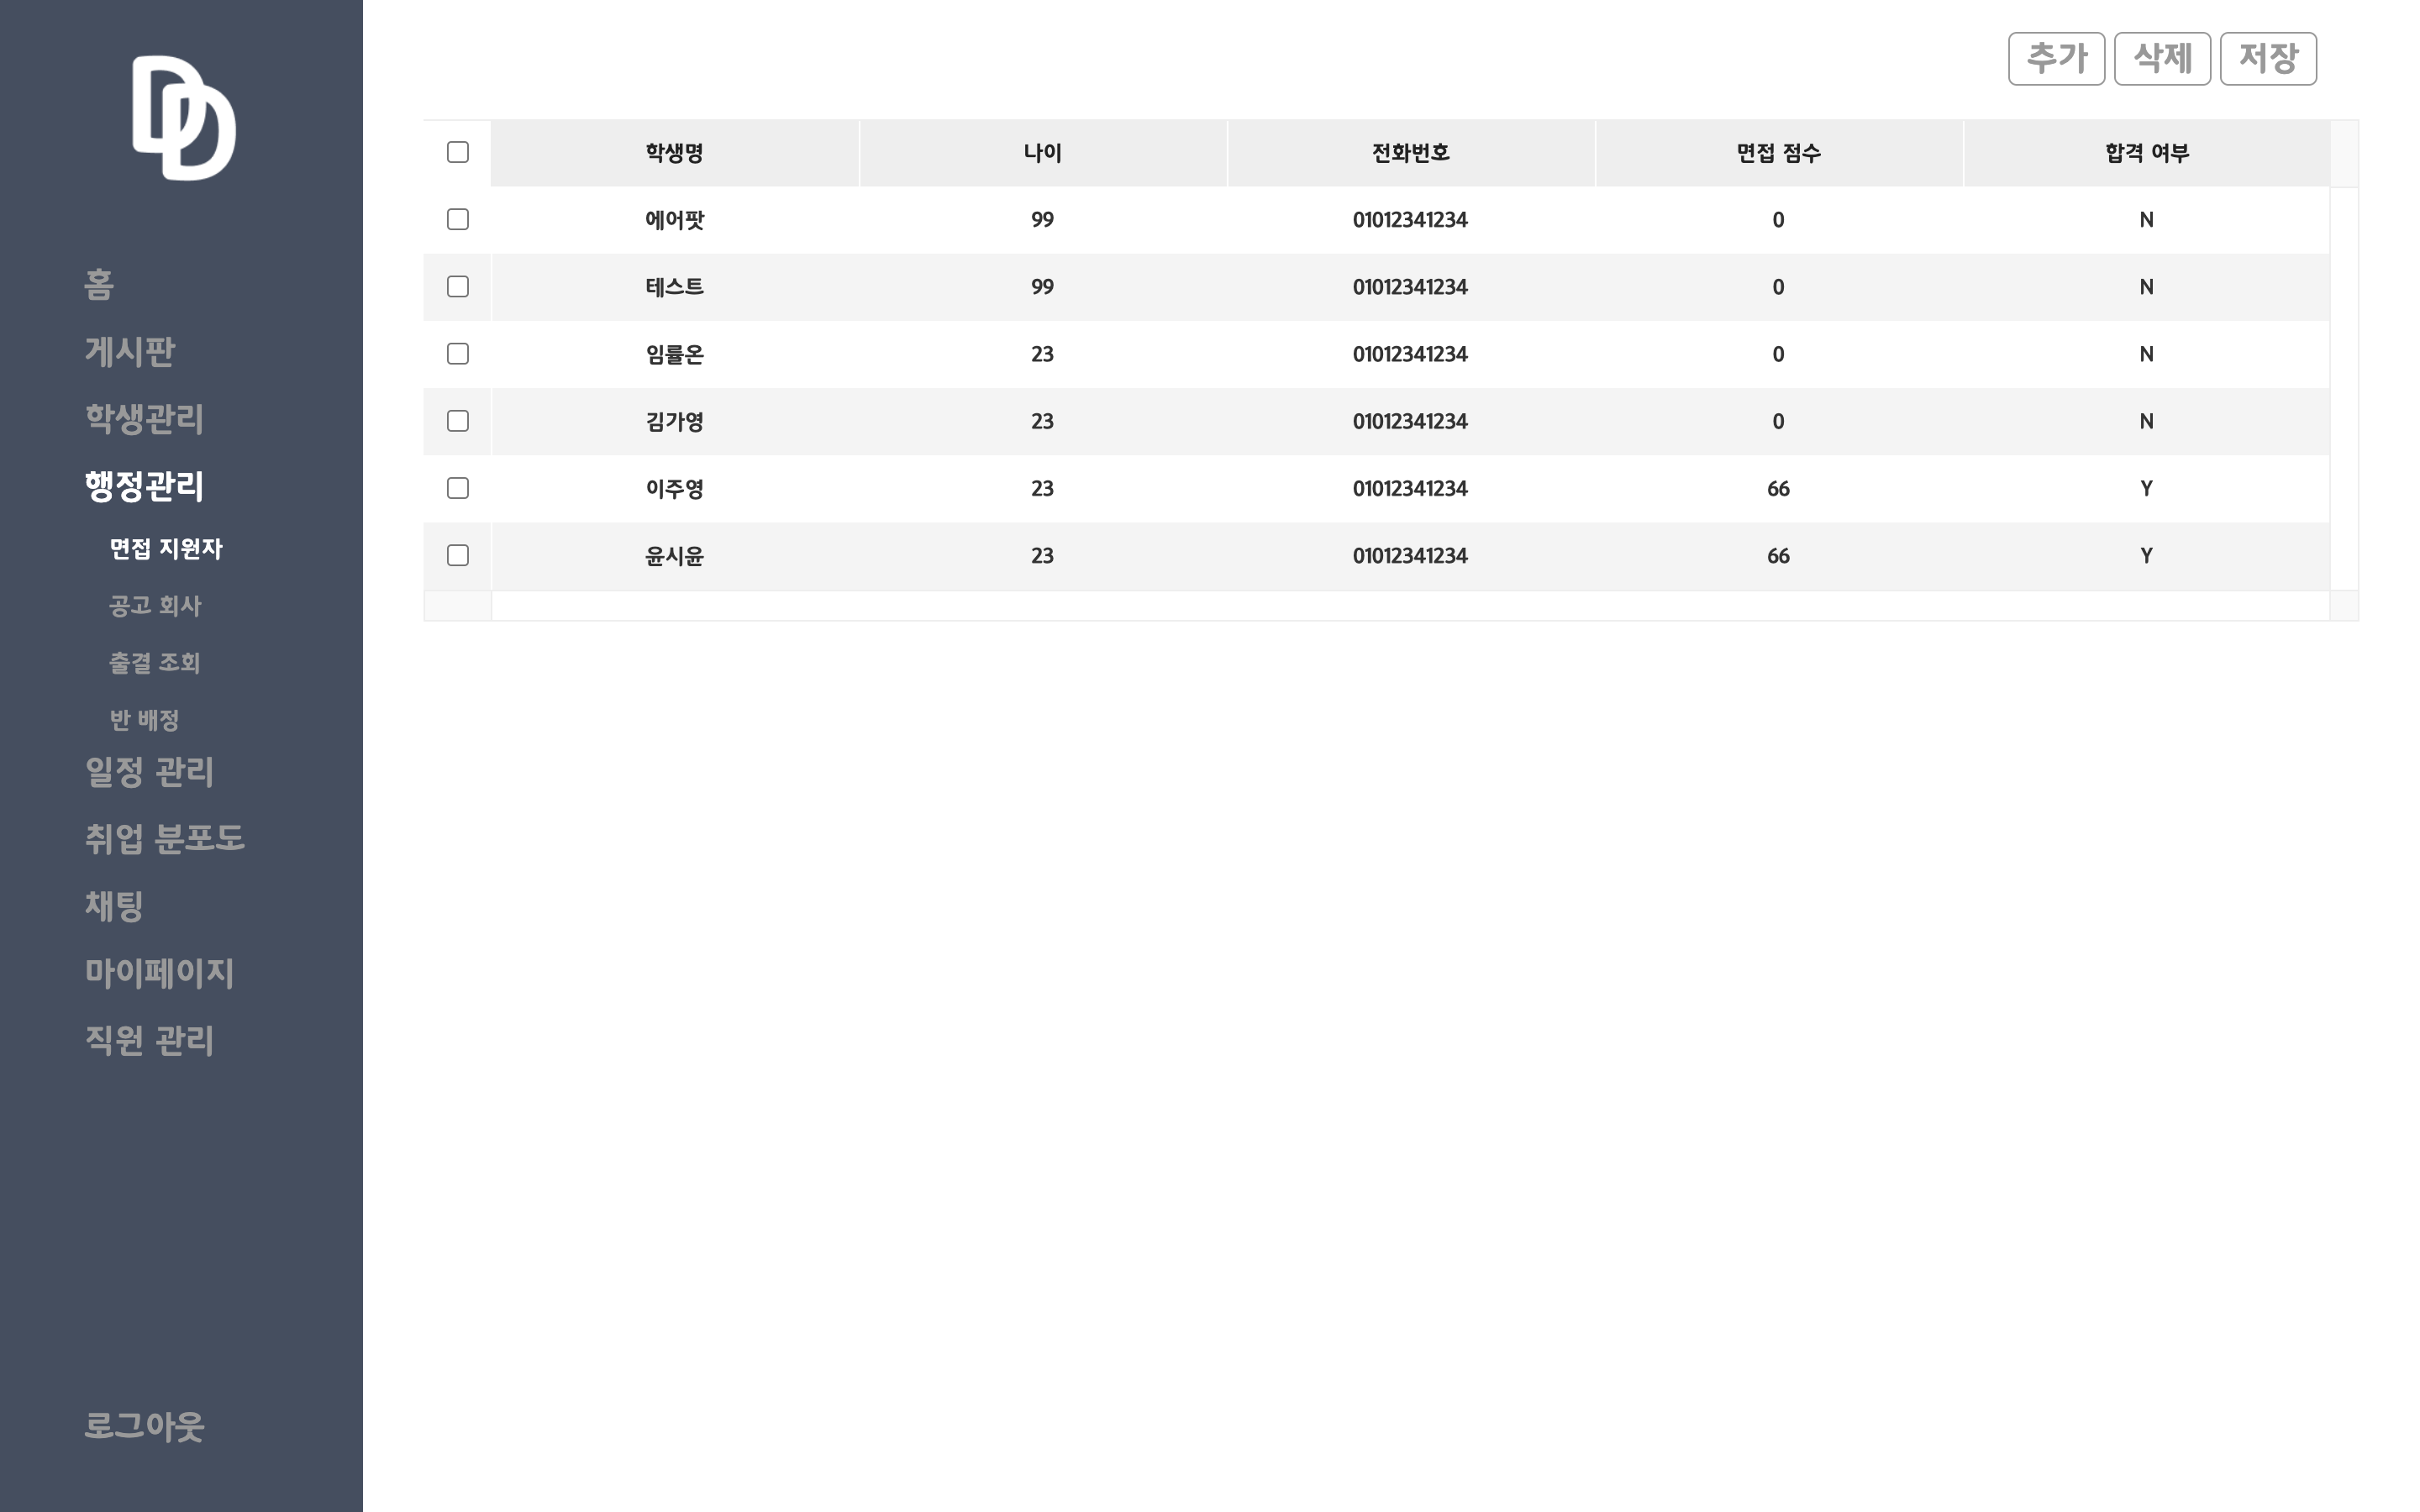 DD
홈
게시판
학생관리
행정관리
면접 지원자
공고 회사
출결 조회
반 배정
일정 관리
취업 분포도
채팅
마이페이지
직원 관리
로그아웃
추가 삭제 저장
학생명 나이 전화번호 면접 점수 합격 여부
에어팟 99 01012341234 0 N
테스트 99 01012341234 0 N
임률온 23 01012341234 0 N
김가영 23 01012341234 0 N
이주영 23 01012341234 66 Y
윤시윤 23 01012341234 66 Y